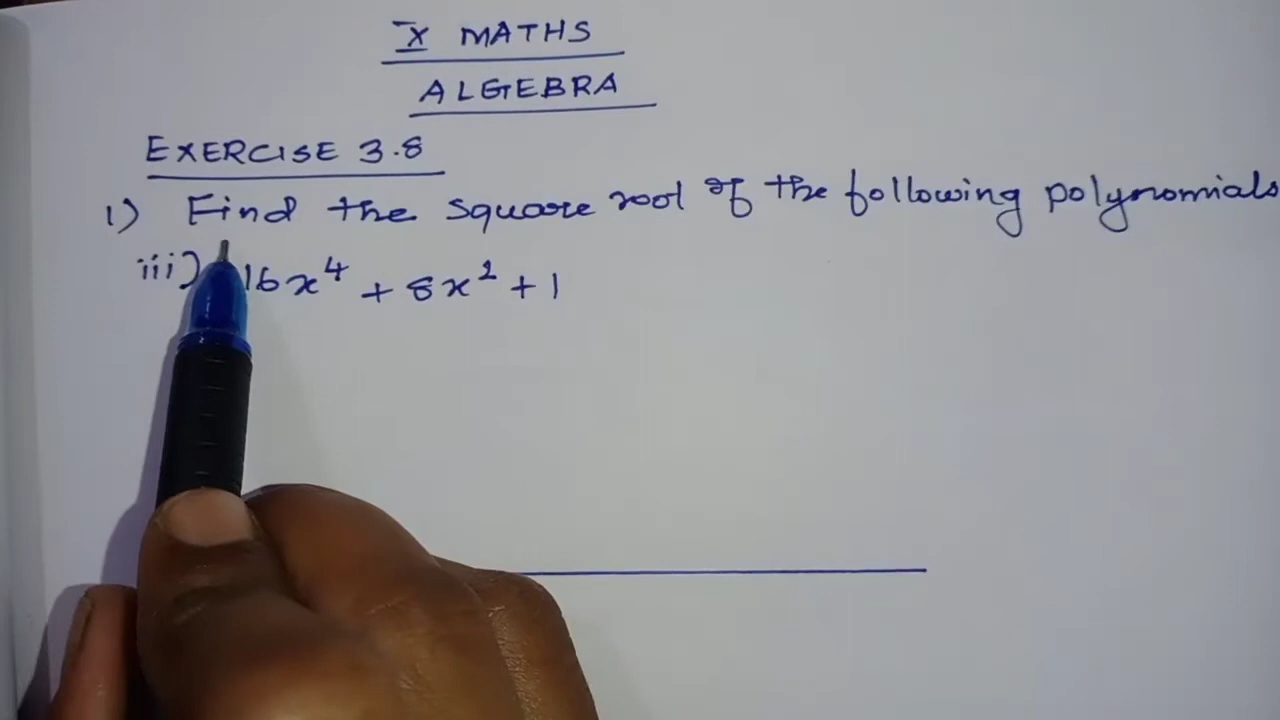 X MATHS
ALGEBRA
EXERCISE 3.8
1) Find the square root of the following polynomials
iii) 16x⁴ + 8x² + 1